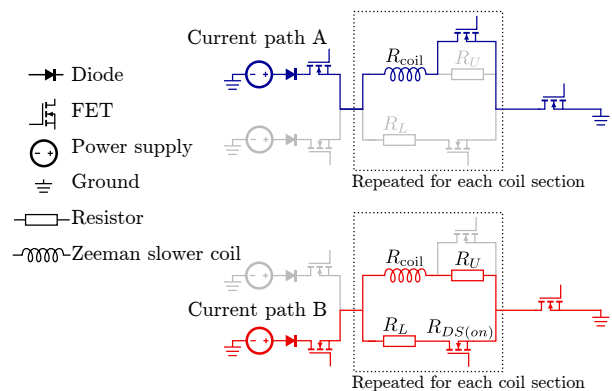 Current path A
R_coil
R_U
R_L
Repeated for each coil section
Diode
FET
Power supply
Ground
Resistor
Zeeman slower coil
Current path B
R_coil
R_U
R_L
R_DS(on)
Repeated for each coil section